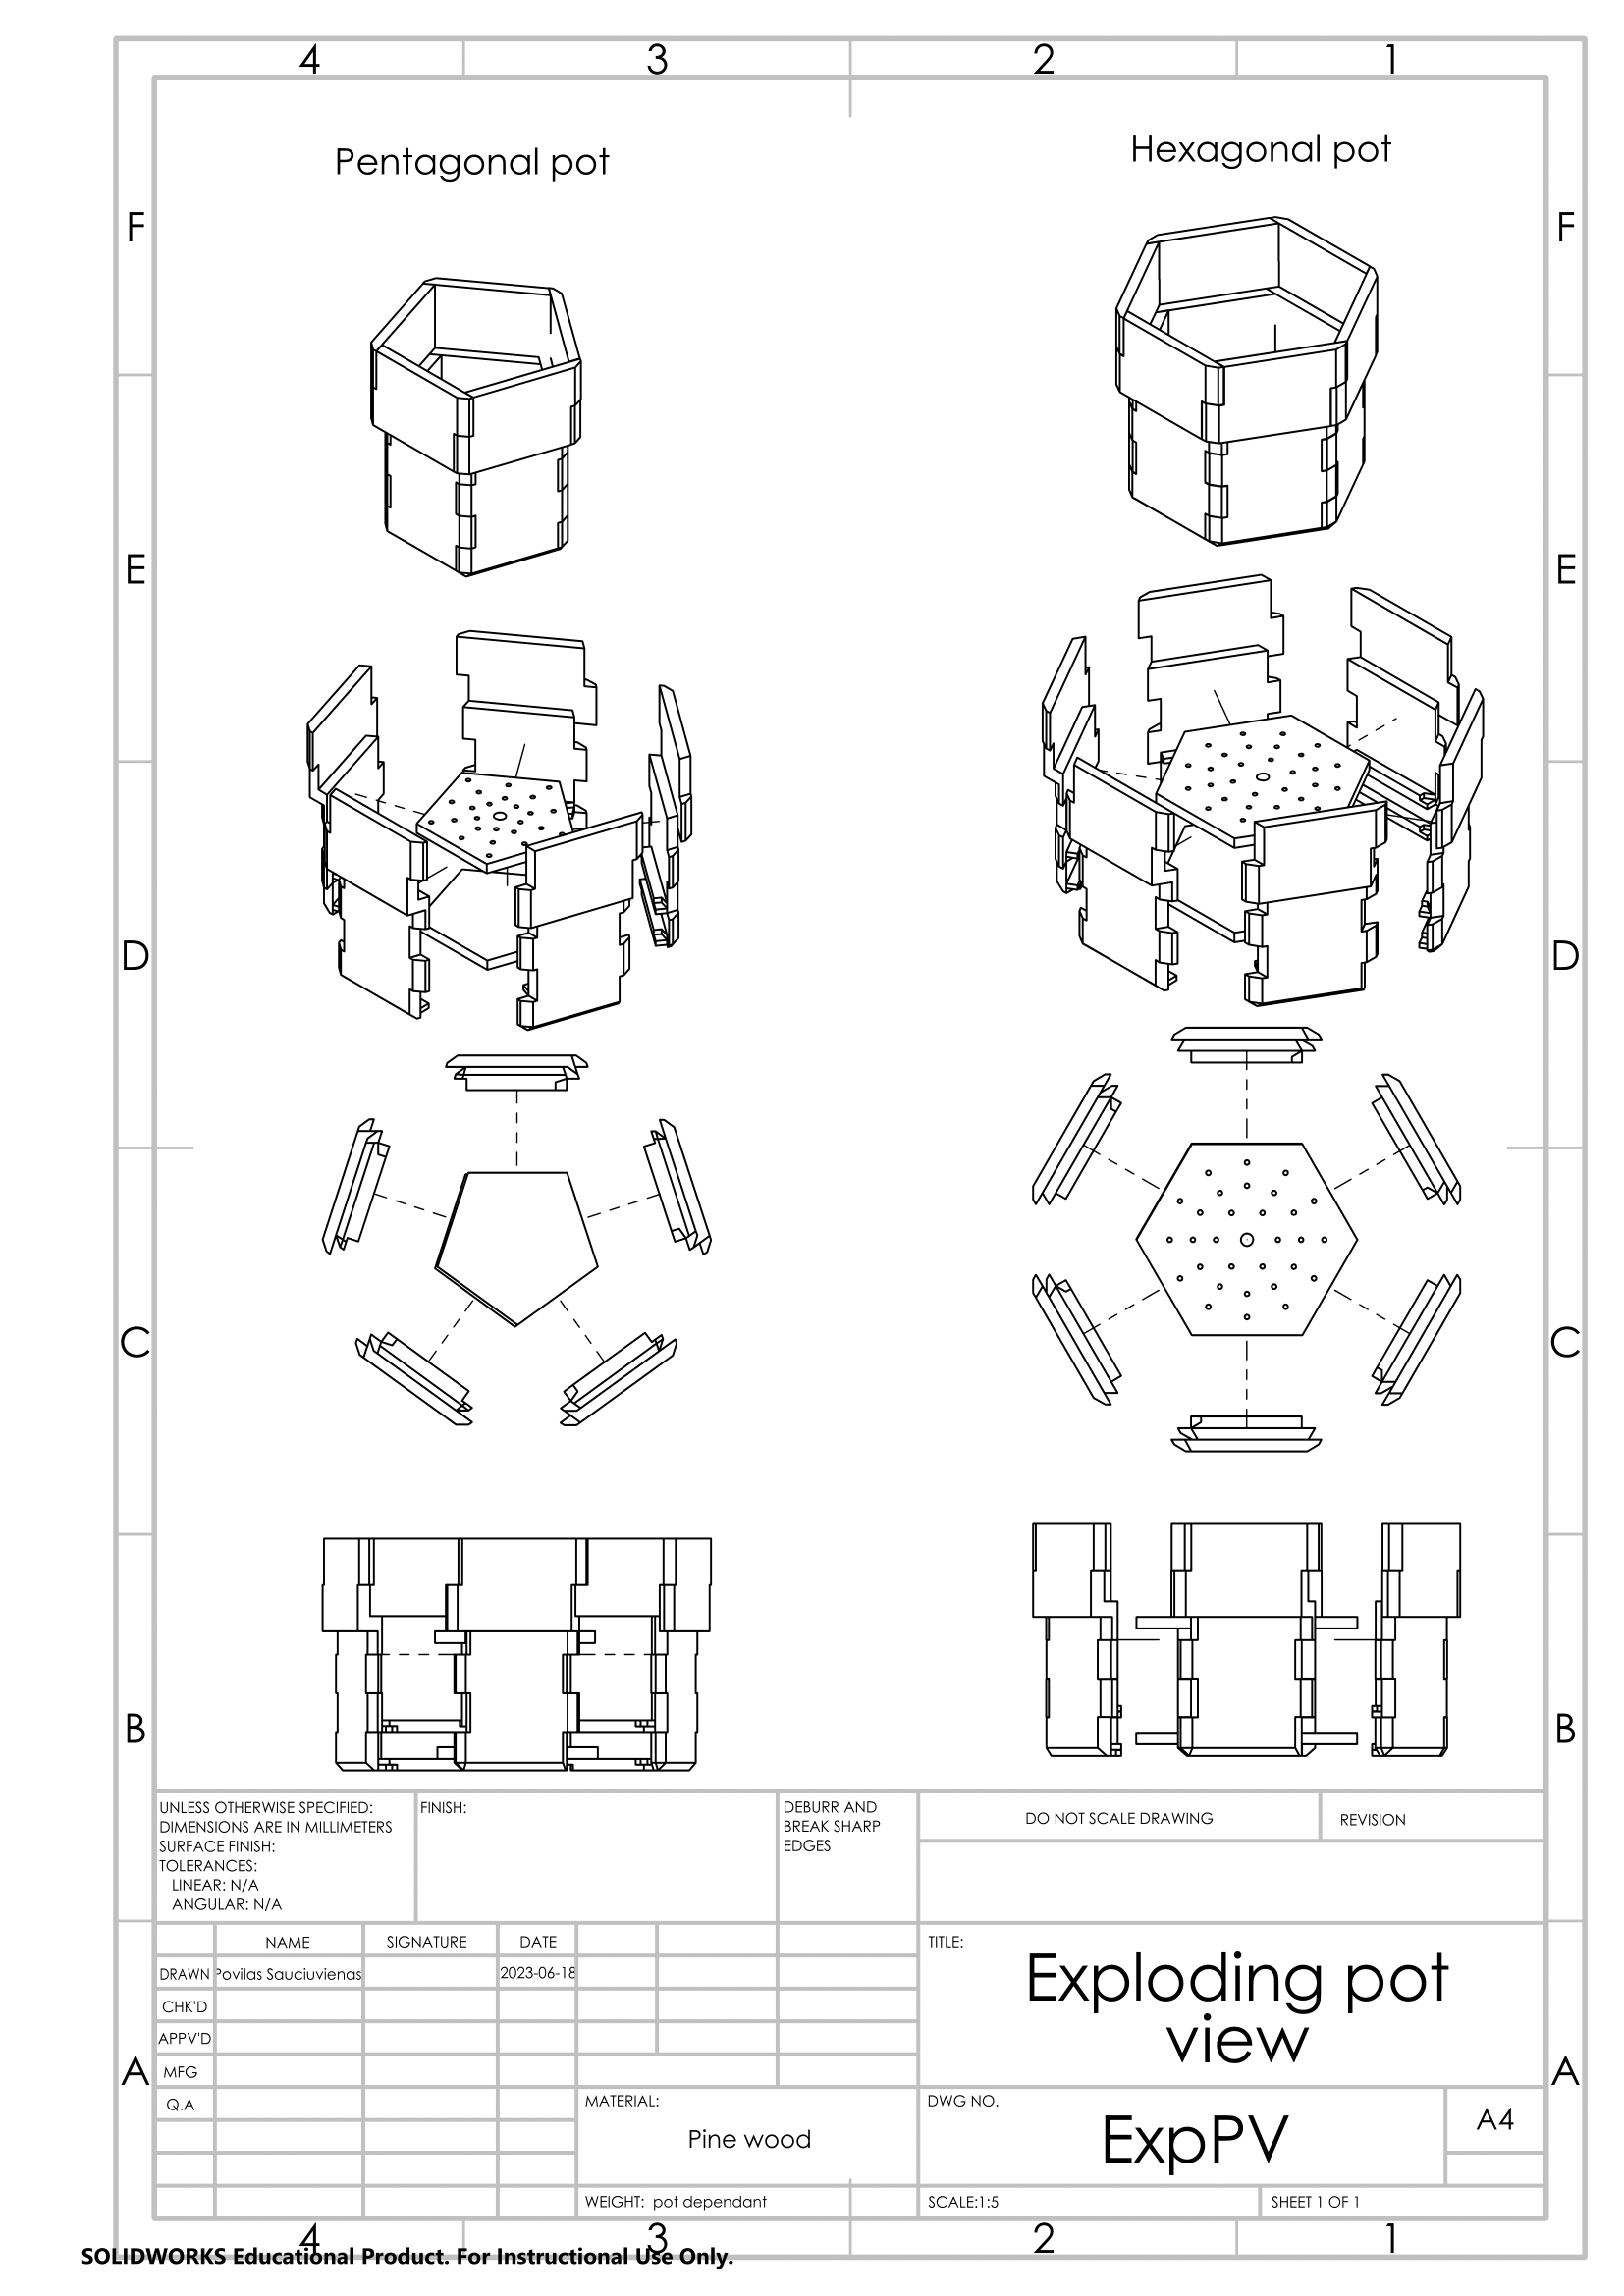 4 3 2 1
Pentagonal pot
Hexagonal pot
F F
E E
D D
C C
B B
A A
UNLESS OTHERWISE SPECIFIED:
DIMENSIONS ARE IN MILLIMETERS
SURFACE FINISH:
TOLERANCES:
LINEAR: N/A
ANGULAR: N/A
FINISH:
DEBURR AND
BREAK SHARP
EDGES
DO NOT SCALE DRAWING
REVISION
NAME SIGNATURE DATE
DRAWN Povilas Sauciuvienas 2023-06-18
CHK'D
APPV'D
MFG
Q.A
TITLE:
Exploding pot
view
MATERIAL:
Pine wood
DWG NO.
ExpPV
A4
WEIGHT: pot dependant
SCALE:1:5
SHEET 1 OF 1
4 3 2 1
SOLIDWORKS Educational Product. For Instructional Use Only.